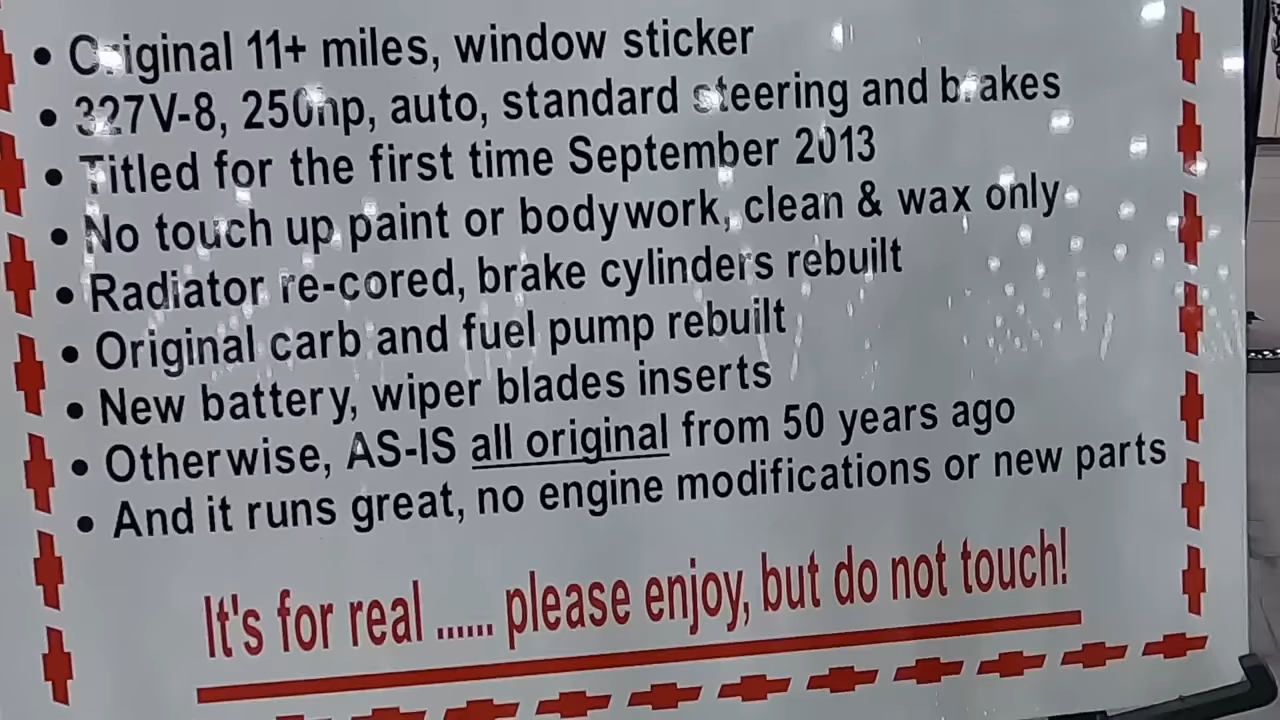 • Original 11+ miles, window sticker
• 327V-8, 250hp, auto, standard steering and brakes
• Titled for the first time September 2013
• No touch up paint or bodywork, clean & wax only
• Radiator re-cored, brake cylinders rebuilt
• Original carb and fuel pump rebuilt
• New battery, wiper blades inserts
• Otherwise, AS-IS all original from 50 years ago
• And it runs great, no engine modifications or new parts
It's for real ...... please enjoy, but do not touch!